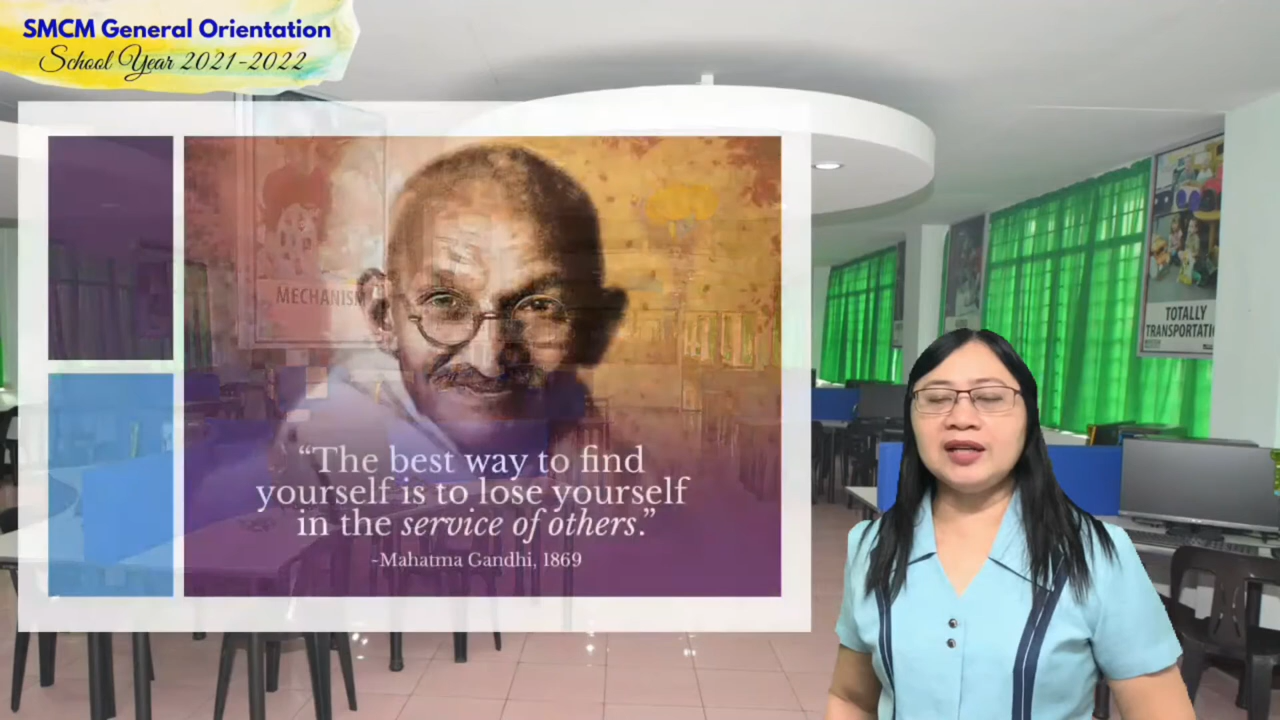 SMCM General Orientation
School Year 2021-2022
MECHANISM
TOTALLY
“The best way to find
yourself is to lose yourself
in the service of others.”
-Mahatma Gandhi, 1869